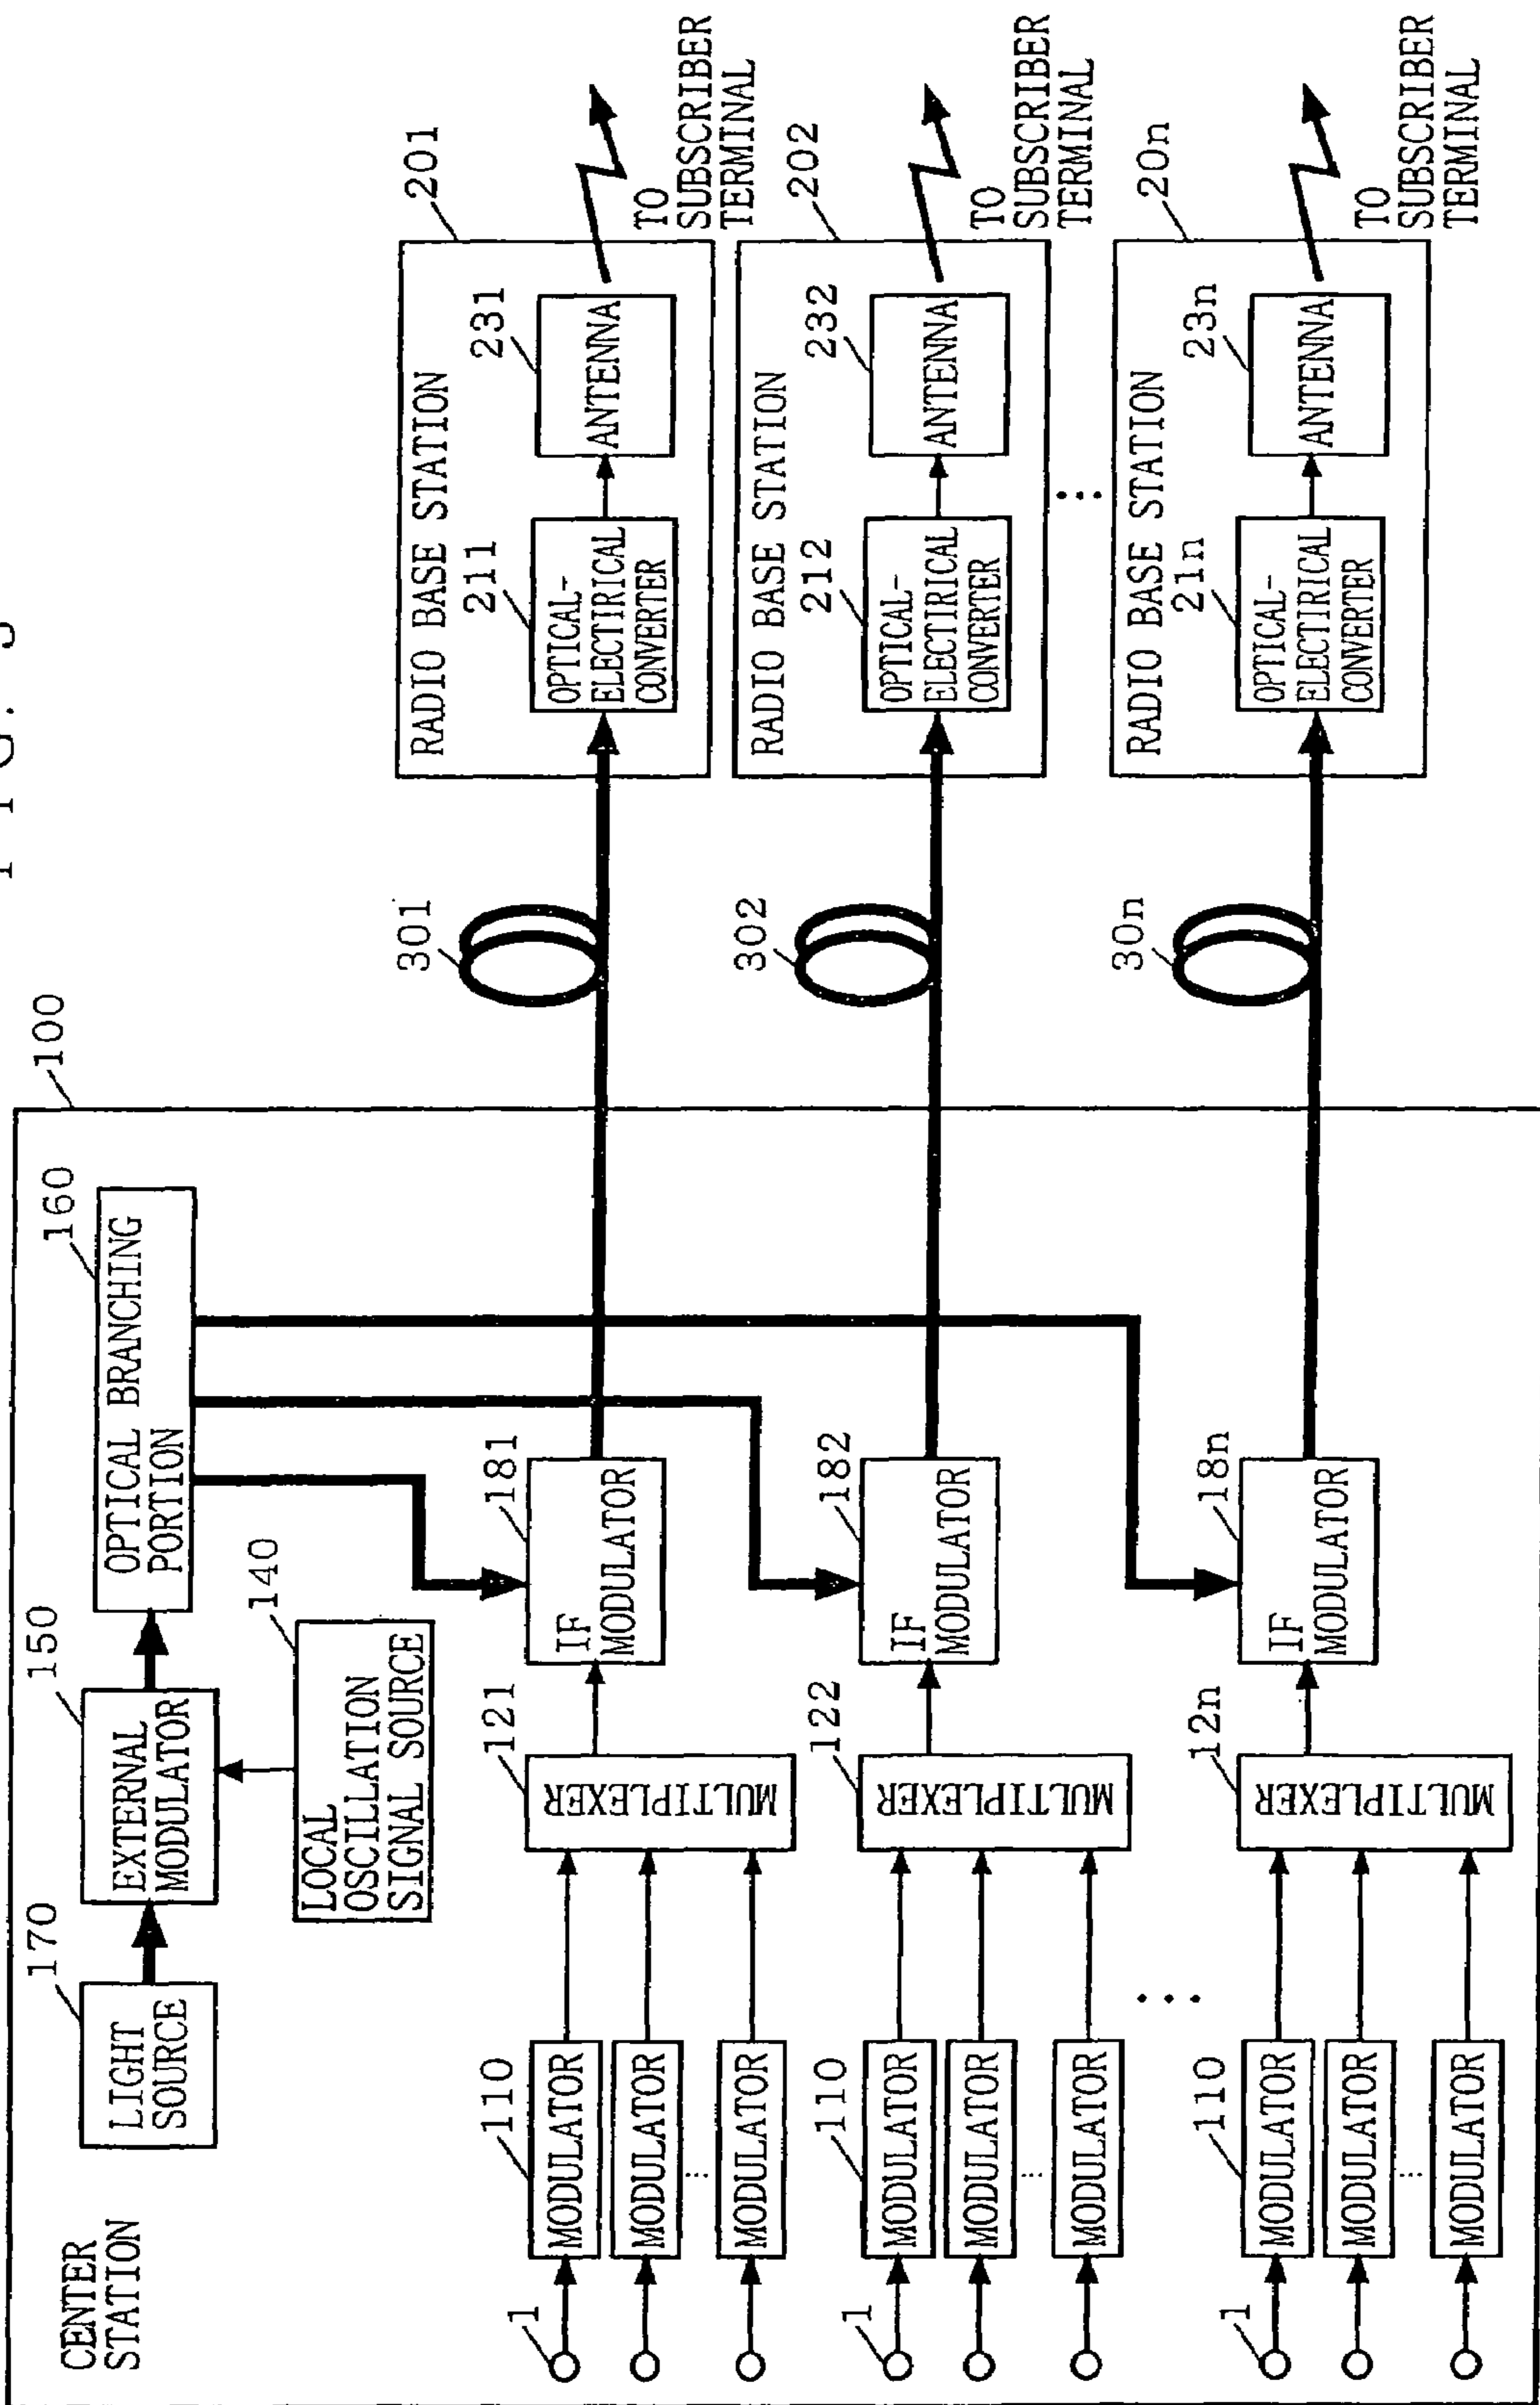 F I G.
100
CENTER
STATION
170
LIGHT
SOURCE
150
EXTERNAL
MODULATOR
160
OPTICAL BRANCHING
PORTION
140
LOCAL
OSCILLATION
SIGNAL SOURCE
1
110
MODULATOR
MODULATOR
...
MODULATOR
121
MULTIPLEXER
181
IF
MODULATOR
301
201
RADIO BASE STATION
211
OPTICAL-
ELECTIRICAL
CONVERTER
231
ANTENNA
TO
SUBSCRIBER
TERMINAL
1
110
MODULATOR
MODULATOR
...
MODULATOR
122
MULTIPLEXER
182
IF
MODULATOR
302
202
RADIO BASE STATION
212
OPTICAL-
ELECTIRICAL
CONVERTER
232
ANTENNA
TO
SUBSCRIBER
TERMINAL
...
...
1
110
MODULATOR
MODULATOR
...
MODULATOR
12n
MULTIPLEXER
18n
IF
MODULATOR
30n
20n
RADIO BASE STATION
21n
OPTICAL-
ELECTIRICAL
CONVERTER
23n
ANTENNA
TO
SUBSCRIBER
TERMINAL